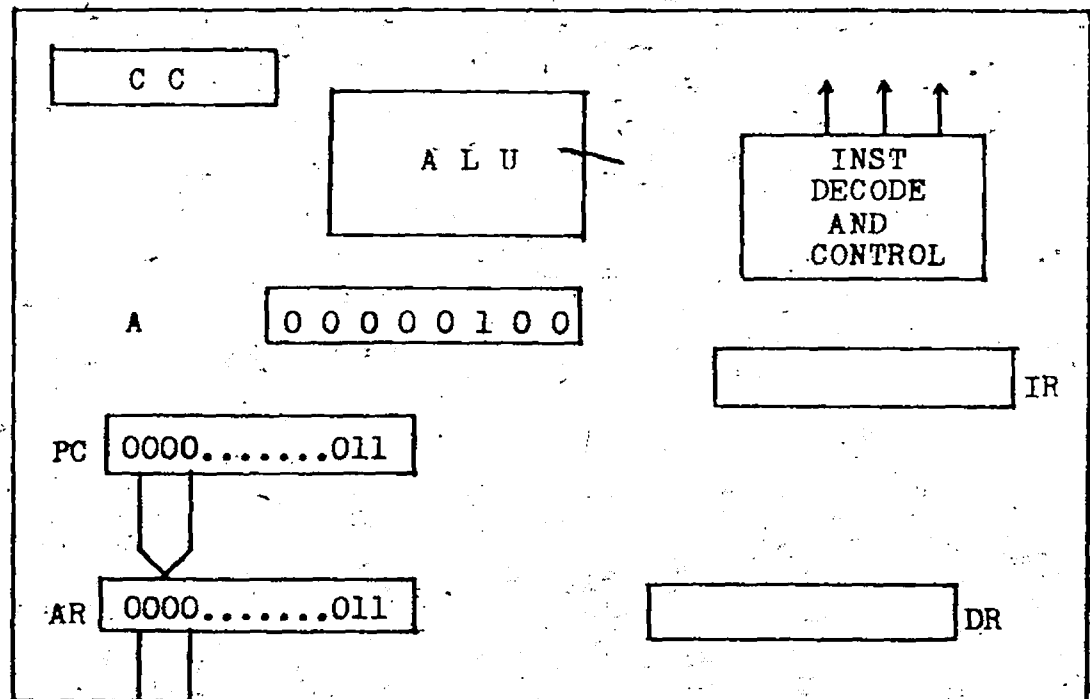 C C
A L U
INST
DECODE
AND
CONTROL
A 0 0 0 0 0 1 0 0
IR
PC 0000.......011
AR 0000.......011
DR